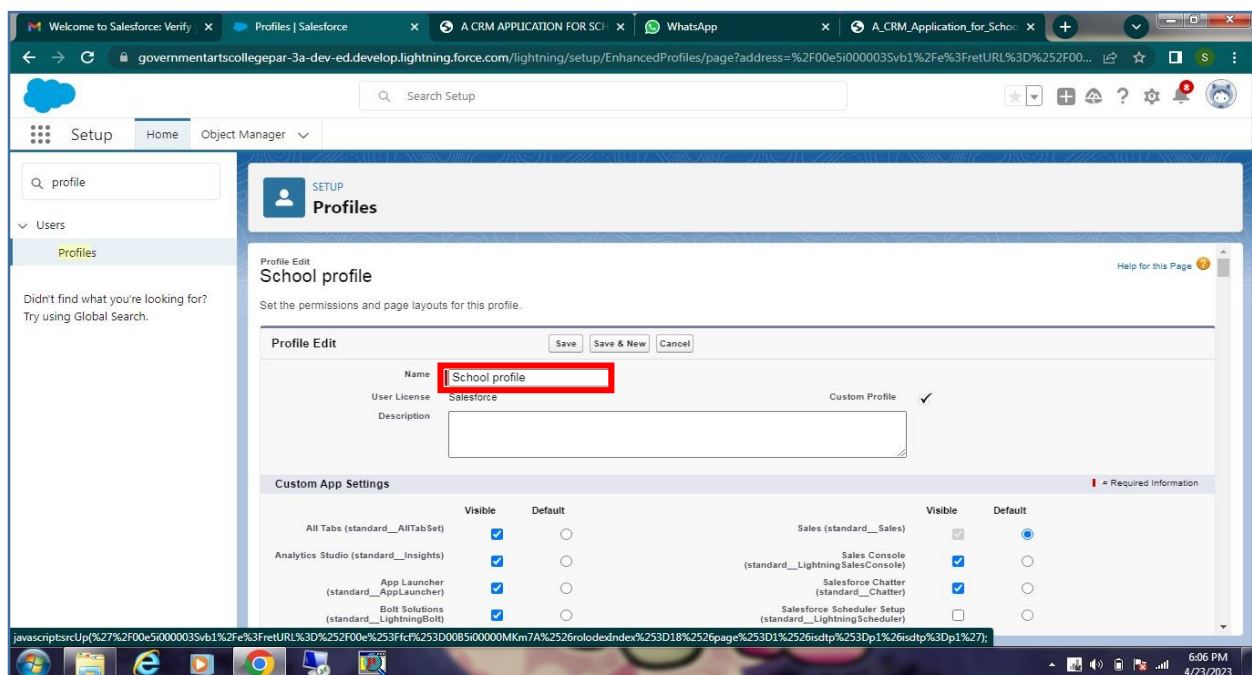 Welcome to Salesforce: Verify
Profiles | Salesforce
A CRM APPLICATION FOR SCH
WhatsApp
A_CRM_Application_for_Schoo
governmentartscollegepar-3a-dev-ed.develop.lightning.force.com/lightning/setup/EnhancedProfiles/page?address=%2F00e5i000003Svb1%2Fe%3FretURL%3D%252F00...
S
Search Setup
8
Setup
Home
Object Manager
profile
SETUP
Profiles
Users
Profiles
Didn't find what you're looking for?
Try using Global Search.
Profile Edit
School profile
Help for this Page
Set the permissions and page layouts for this profile.
Profile Edit
Save
Save & New
Cancel
Name
School profile
User License
Salesforce
Custom Profile
Description
Custom App Settings
= Required Information
Visible
Default
Visible
Default
All Tabs (standard__AllTabSet)
Sales (standard__Sales)
Analytics Studio (standard__Insights)
Sales Console
(standard__LightningSalesConsole)
App Launcher
(standard__AppLauncher)
Salesforce Chatter
(standard__Chatter)
Bolt Solutions
(standard__LightningBolt)
Salesforce Scheduler Setup
(standard__LightningScheduler)
javascript:srcUp(%27%2F00e5i000003Svb1%2Fe%3FretURL%3D%252F00e%253Ffcf%253D00B5i00000MKm7A%2526rolodexIndex%253D18%2526page%253D1%2526isdtp%253Dp1%26isdtp%3Dp1%27);
6:06 PM
4/23/2023